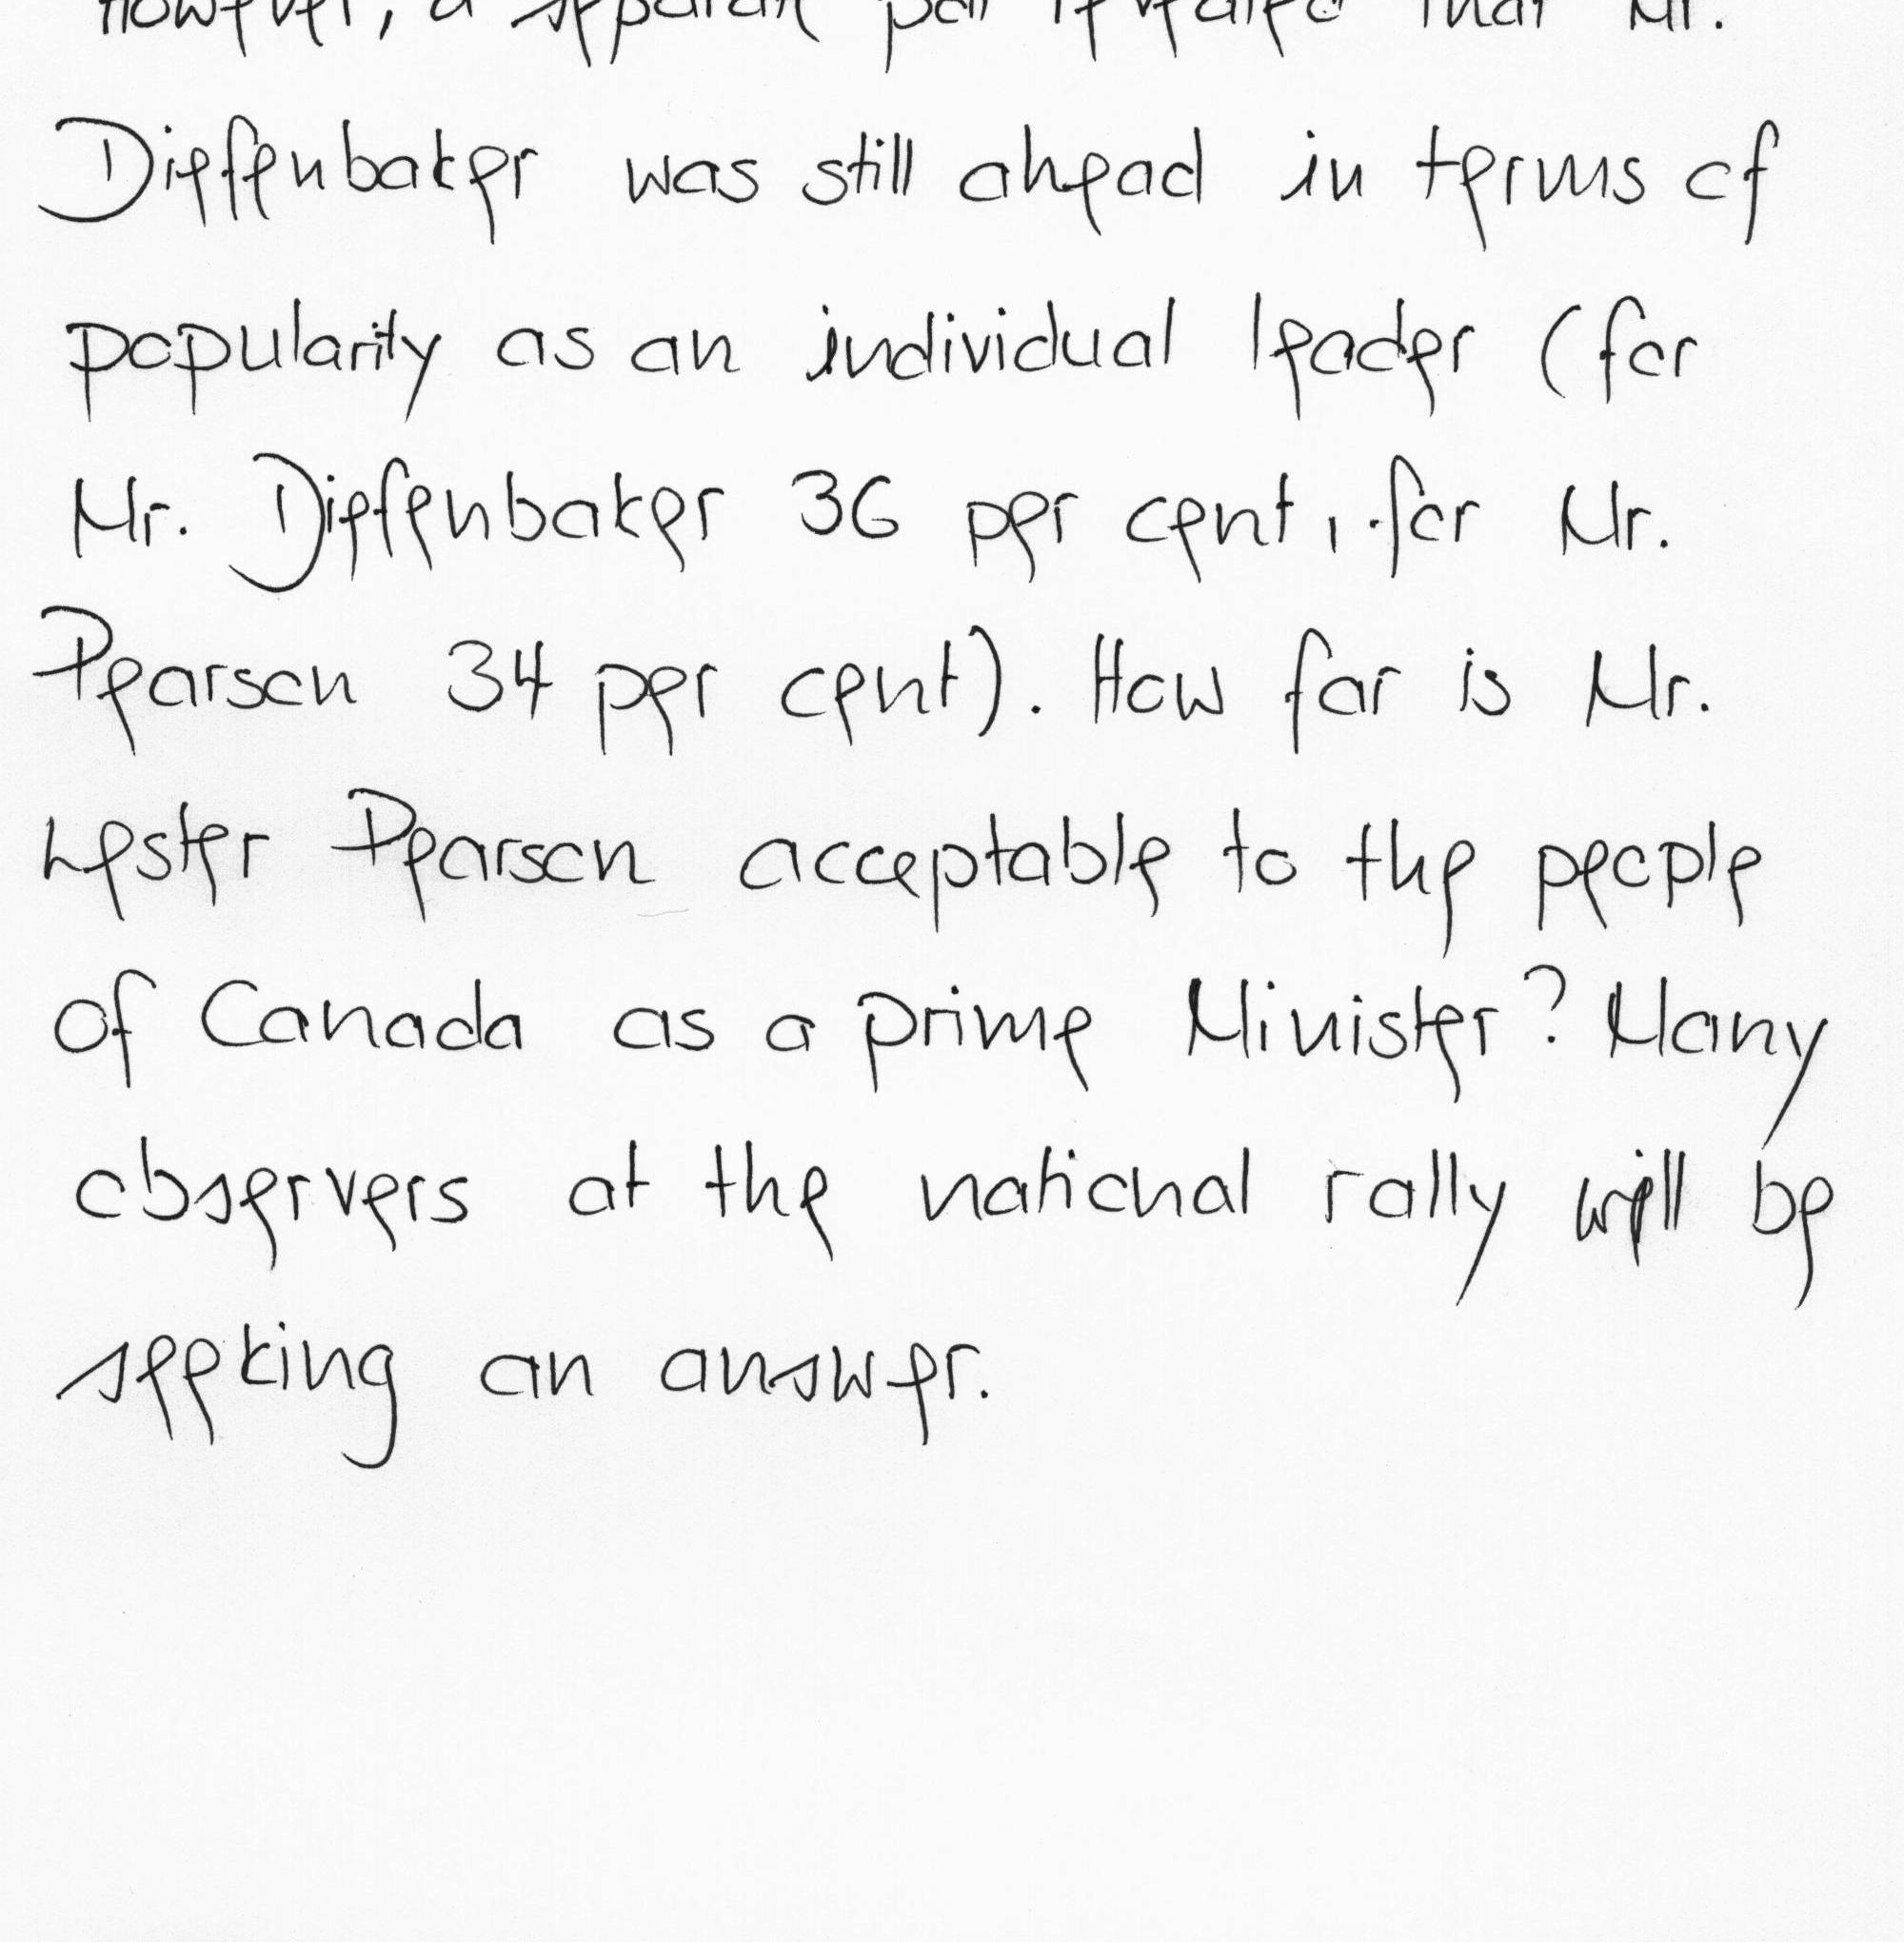 However, a separate poll revealed that Mr.
Dieffenbaker was still ahead in terms of
popularity as an individual leader (for
Mr. Diefenbaker 36 per cent, for Mr.
Pearson 34 per cent). How far is Mr.
Lester Pearson acceptable to the people
of Canada as a prime Minister? Many
observers at the national rally will be
seeking an answer.